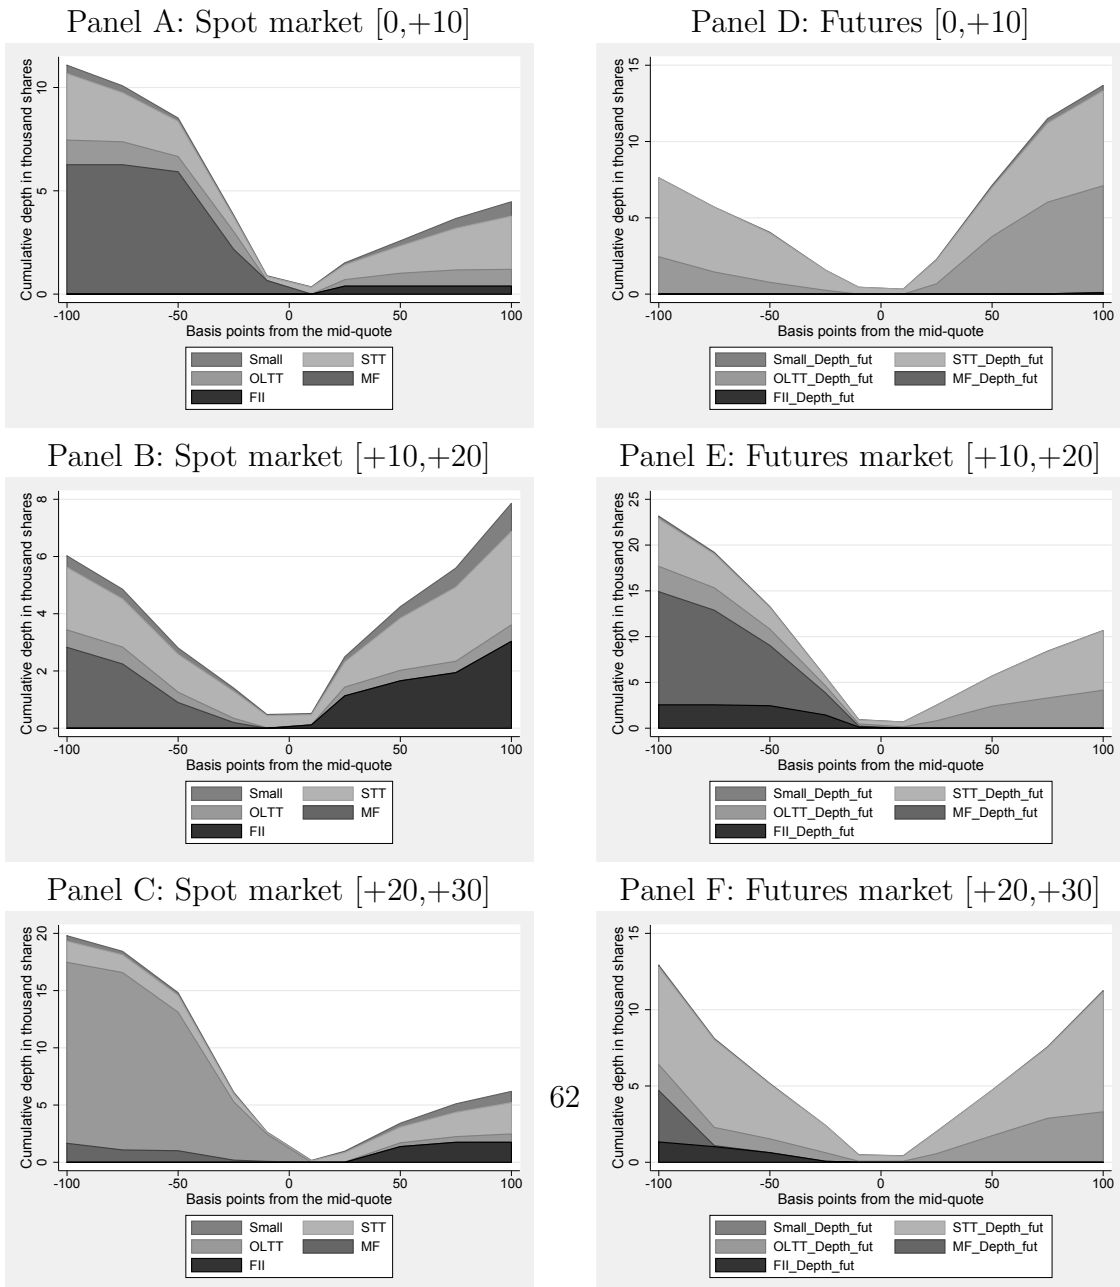 Panel A: Spot market [0,+10]
Cumulative depth in thousand shares
10
5
0
-100 -50 0 50 100
Basis points from the mid-quote
Small STT
OLTT MF
FII
Panel D: Futures [0,+10]
Cumulative depth in thousand shares
15
10
5
0
-100 -50 0 50 100
Basis points from the mid-quote
Small_Depth_fut STT_Depth_fut
OLTT_Depth_fut MF_Depth_fut
FII_Depth_fut
Panel B: Spot market [+10,+20]
Cumulative depth in thousand shares
8
6
4
2
0
-100 -50 0 50 100
Basis points from the mid-quote
Small STT
OLTT MF
FII
Panel E: Futures market [+10,+20]
Cumulative depth in thousand shares
25
20
15
10
5
0
-100 -50 0 50 100
Basis points from the mid-quote
Small_Depth_fut STT_Depth_fut
OLTT_Depth_fut MF_Depth_fut
FII_Depth_fut
Panel C: Spot market [+20,+30]
Cumulative depth in thousand shares
20
15
10
5
0
-100 -50 0 50 100
Basis points from the mid-quote
Small STT
OLTT MF
FII
62
Panel F: Futures market [+20,+30]
Cumulative depth in thousand shares
15
10
5
0
-100 -50 0 50 100
Basis points from the mid-quote
Small_Depth_fut STT_Depth_fut
OLTT_Depth_fut MF_Depth_fut
FII_Depth_fut